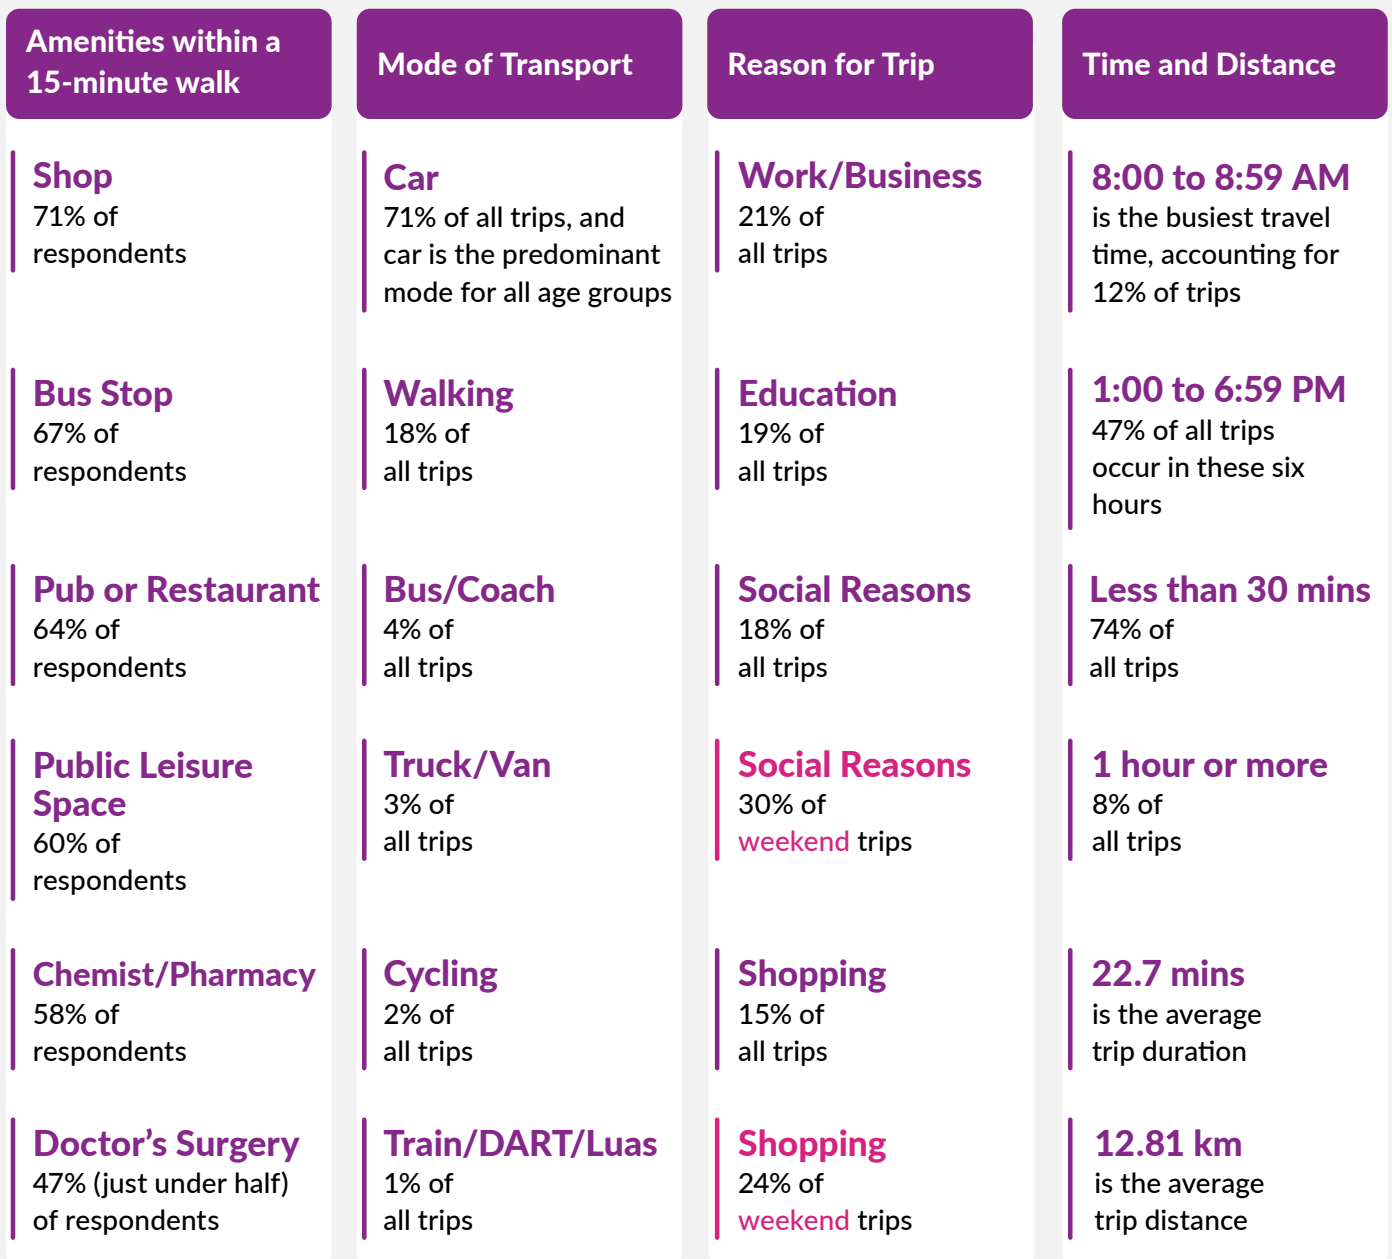 Amenities within a
15-minute walk
Shop
71% of
respondents
Bus Stop
67% of
respondents
Pub or Restaurant
64% of
respondents
Public Leisure
Space
60% of
respondents
Chemist/Pharmacy
58% of
respondents
Doctor’s Surgery
47% (just under half)
of respondents
Mode of Transport
Car
71% of all trips, and
car is the predominant
mode for all age groups
Walking
18% of
all trips
Bus/Coach
4% of
all trips
Truck/Van
3% of
all trips
Cycling
2% of
all trips
Train/DART/Luas
1% of
all trips
Reason for Trip
Work/Business
21% of
all trips
Education
19% of
all trips
Social Reasons
18% of
all trips
Social Reasons
30% of
weekend trips
Shopping
15% of
all trips
Shopping
24% of
weekend trips
Time and Distance
8:00 to 8:59 AM
is the busiest travel
time, accounting for
12% of trips
1:00 to 6:59 PM
47% of all trips
occur in these six
hours
Less than 30 mins
74% of
all trips
1 hour or more
8% of
all trips
22.7 mins
is the average
trip duration
12.81 km
is the average
trip distance